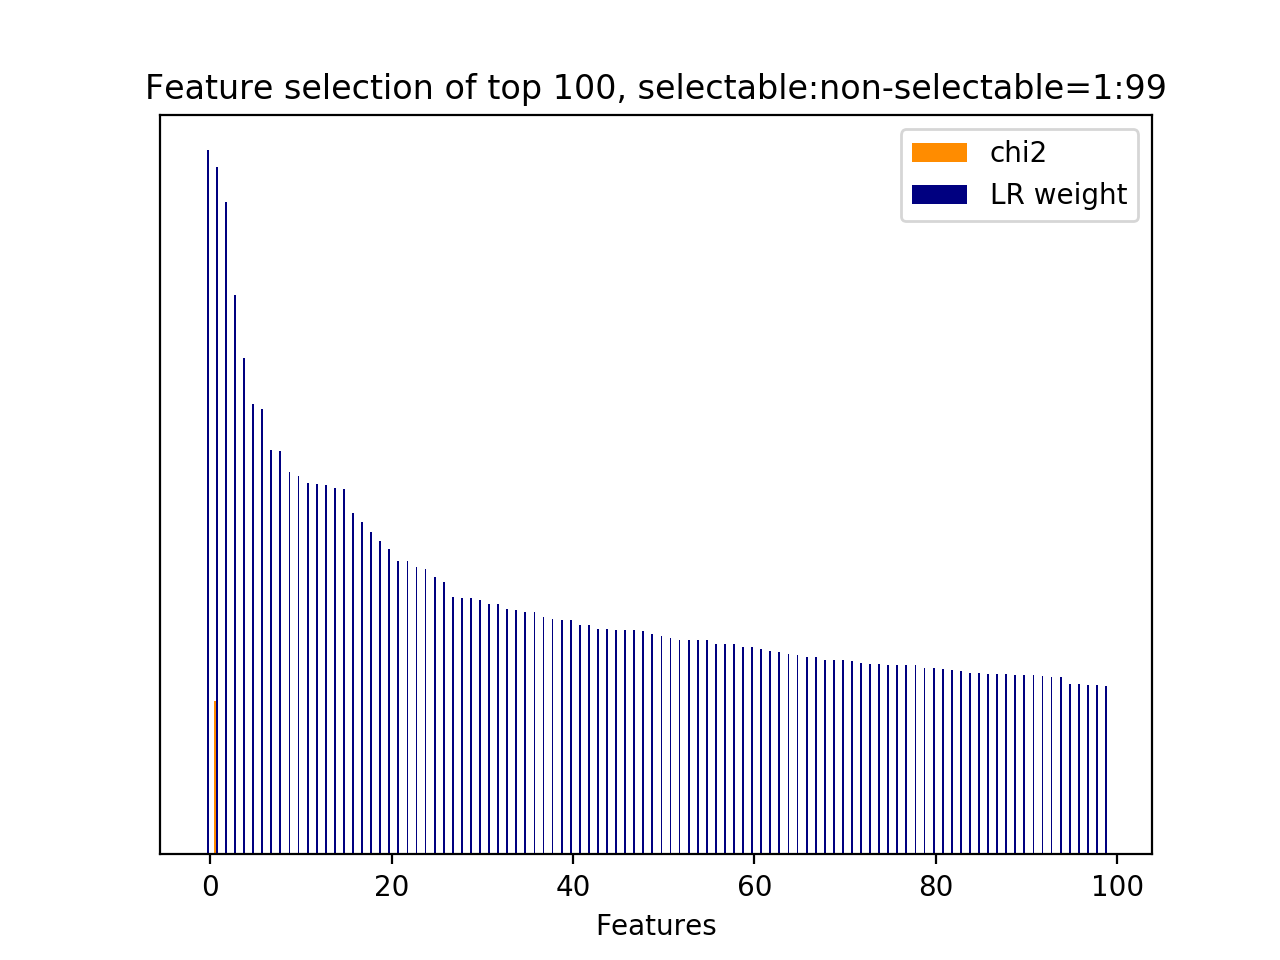 Feature selection of top 100, selectable:non-selectable=1:99
chi2
LR weight
0 20 40 60 80 100
Features